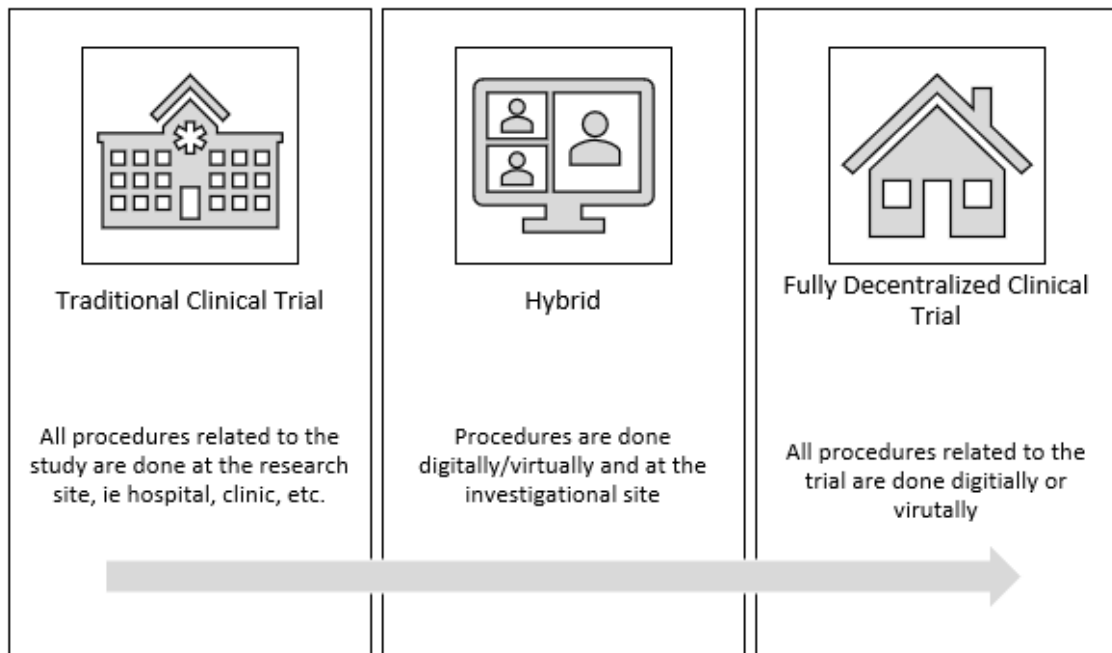 Traditional Clinical Trial
All procedures related to the
study are done at the research
site, ie hospital, clinic, etc.
Hybrid
Procedures are done
digitally/virtually and at the
investigational site
Fully Decentralized Clinical
Trial
All procedures related to the
trial are done digitially or
virutally